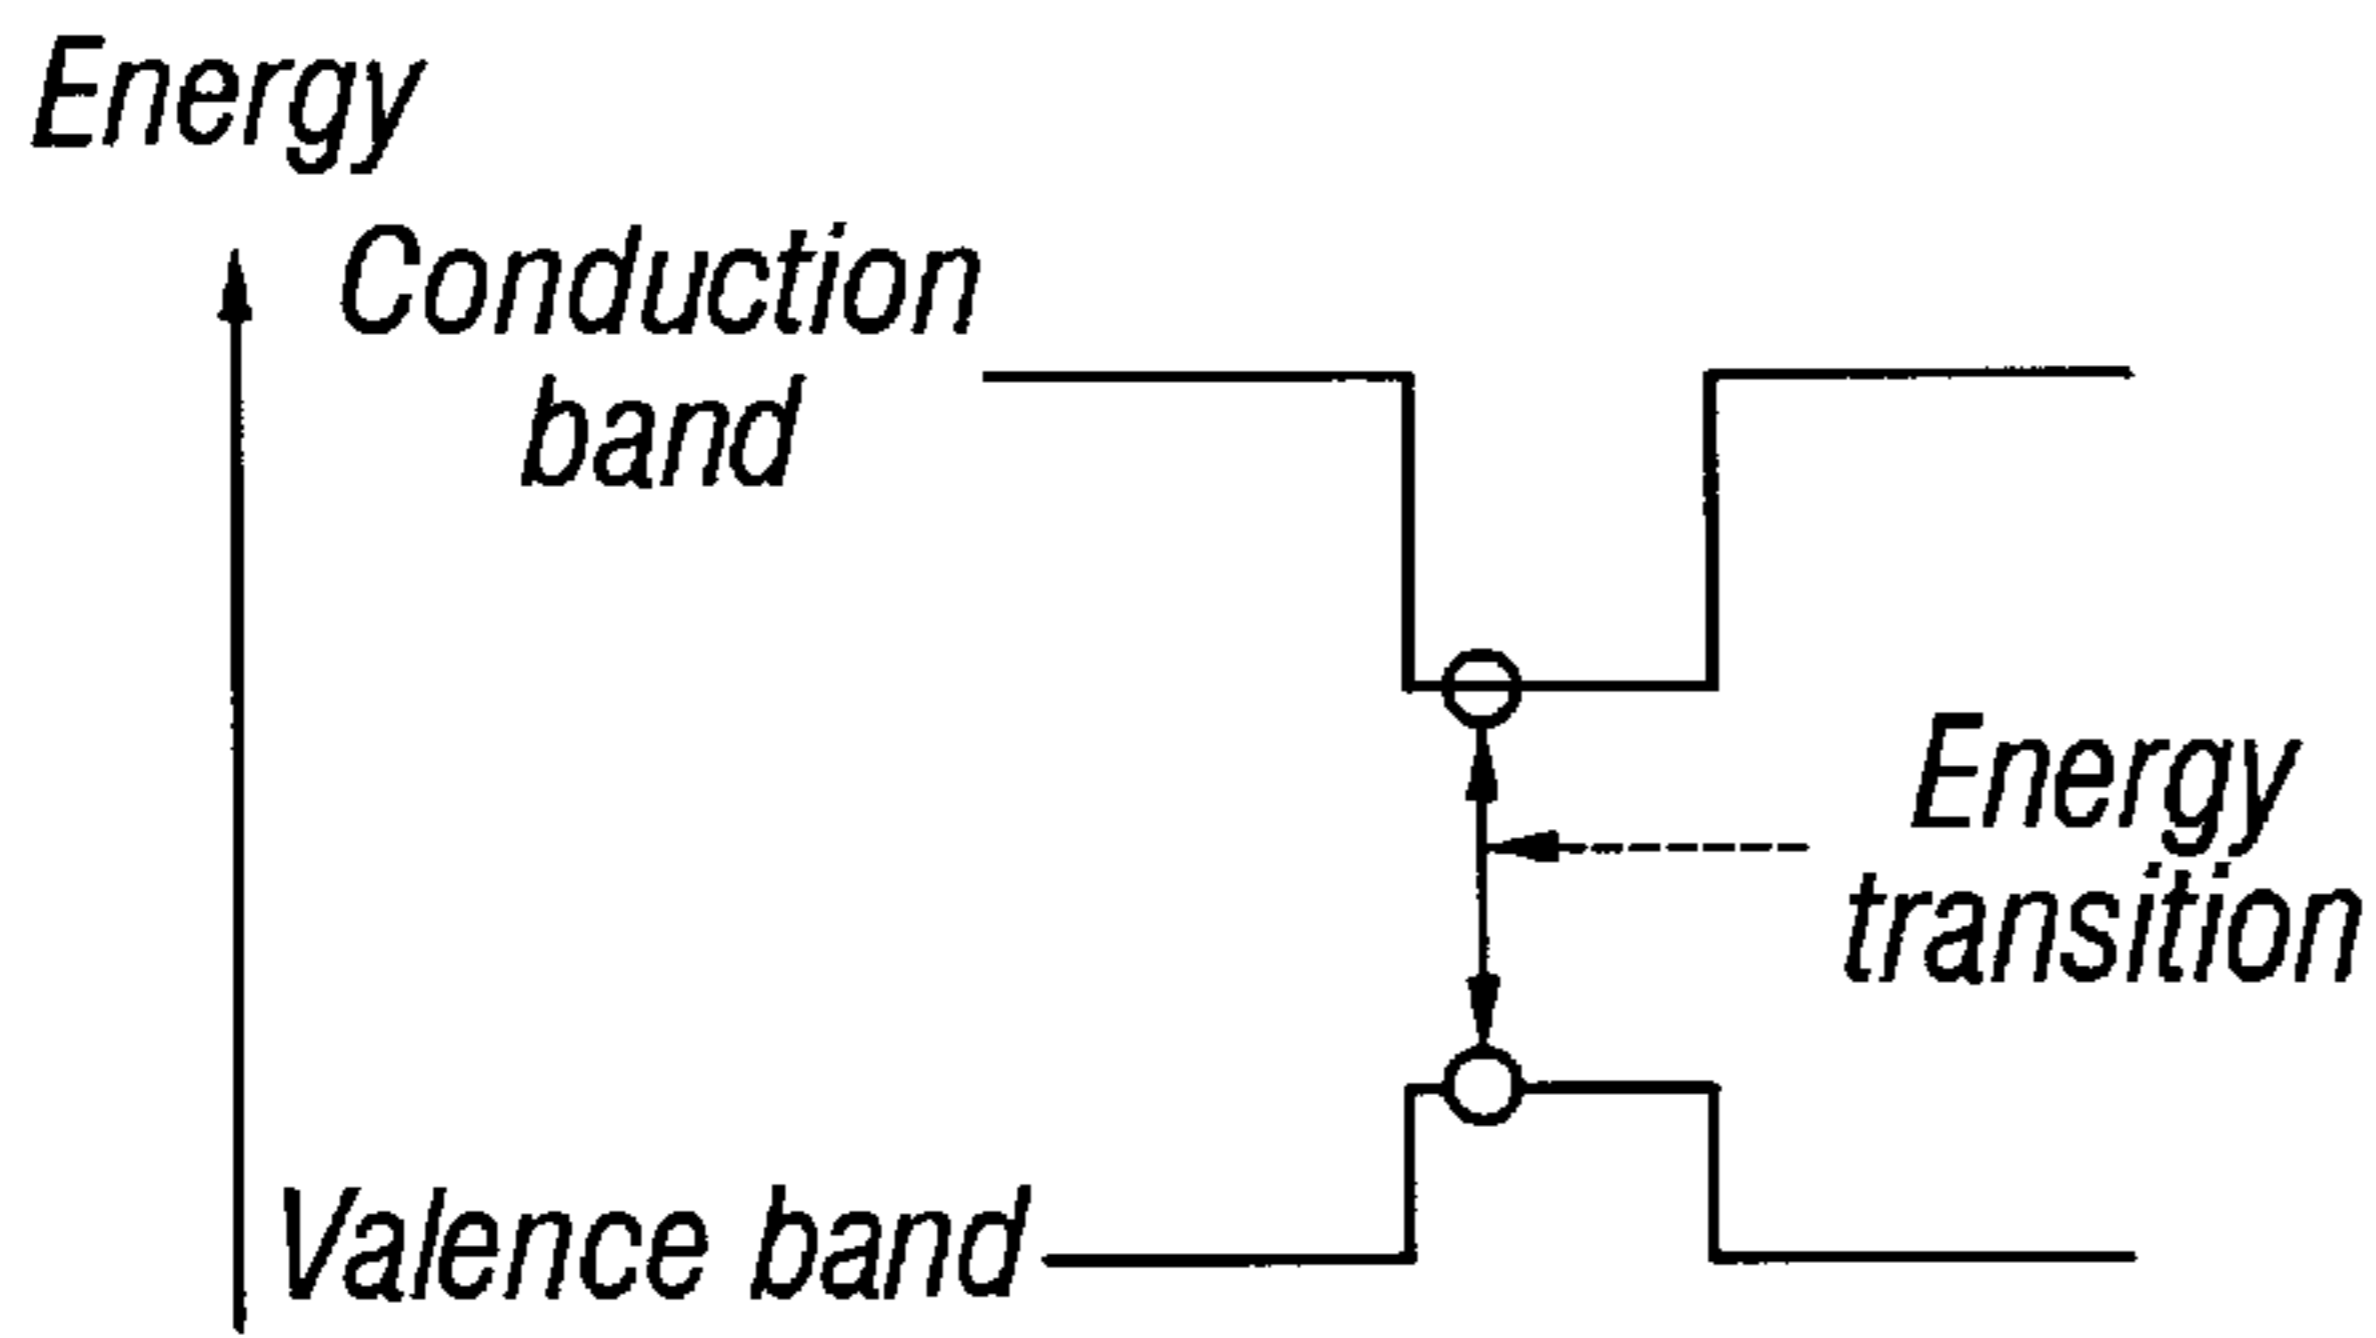 Energy
Conduction
band
Energy
transition
Valence band